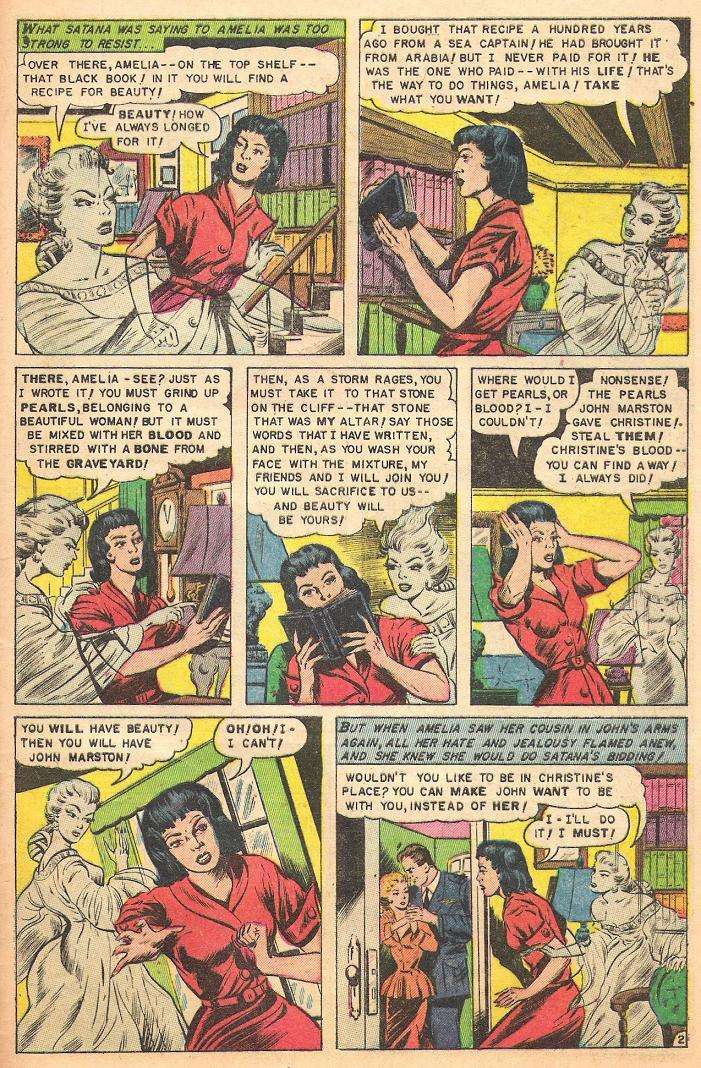 WHAT SATANA WAS SAYING TO AMELIA WAS TOO
STRONG TO RESIST...
OVER THERE, AMELIA--ON THE TOP SHELF--
THAT BLACK BOOK! IN IT YOU WILL FIND A
RECIPE FOR BEAUTY!
BEAUTY! HOW
I'VE ALWAYS LONGED
FOR IT!
I BOUGHT THAT RECIPE A HUNDRED YEARS
AGO FROM A SEA CAPTAIN! HE HAD BROUGHT IT
FROM ARABIA! BUT I NEVER PAID FOR IT! HE
WAS THE ONE WHO PAID--WITH HIS LIFE! THAT'S
THE WAY TO DO THINGS, AMELIA! TAKE
WHAT YOU WANT!
THERE, AMELIA - SEE? JUST AS
I WROTE IT! YOU MUST GRIND UP
PEARLS, BELONGING TO A
BEAUTIFUL WOMAN! BUT IT MUST
BE MIXED WITH HER BLOOD AND
STIRRED WITH A BONE FROM
THE GRAVEYARD!
THEN, AS A STORM RAGES, YOU
MUST TAKE IT TO THAT STONE
ON THE CLIFF--THAT STONE
THAT WAS MY ALTAR! SAY THOSE
WORDS THAT I HAVE WRITTEN,
AND THEN, AS YOU WASH YOUR
FACE WITH THE MIXTURE, MY
FRIENDS AND I WILL JOIN YOU!
YOU WILL SACRIFICE TO US--
AND BEAUTY WILL
BE YOURS!
WHERE WOULD I
GET PEARLS, OR
BLOOD? I-I
COULDN'T!
NONSENSE!
THE PEARLS
JOHN MARSTON
GAVE CHRISTINE!
STEAL THEM!
CHRISTINE'S BLOOD--
YOU CAN FIND A WAY!
I ALWAYS DID!
YOU WILL HAVE BEAUTY!
THEN YOU WILL HAVE
JOHN MARSTON!
OH! OH! I-
I CAN'T!
BUT WHEN AMELIA SAW HER COUSIN IN JOHN'S ARMS
AGAIN, ALL HER HATE AND JEALOUSY FLAMED ANEW,
AND SHE KNEW SHE WOULD DO SATANA'S BIDDING!
WOULDN'T YOU LIKE TO BE IN CHRISTINE'S
PLACE? YOU CAN MAKE JOHN WANT TO BE
WITH YOU, INSTEAD OF HER!
I-I'LL DO
IT! I MUST!
2